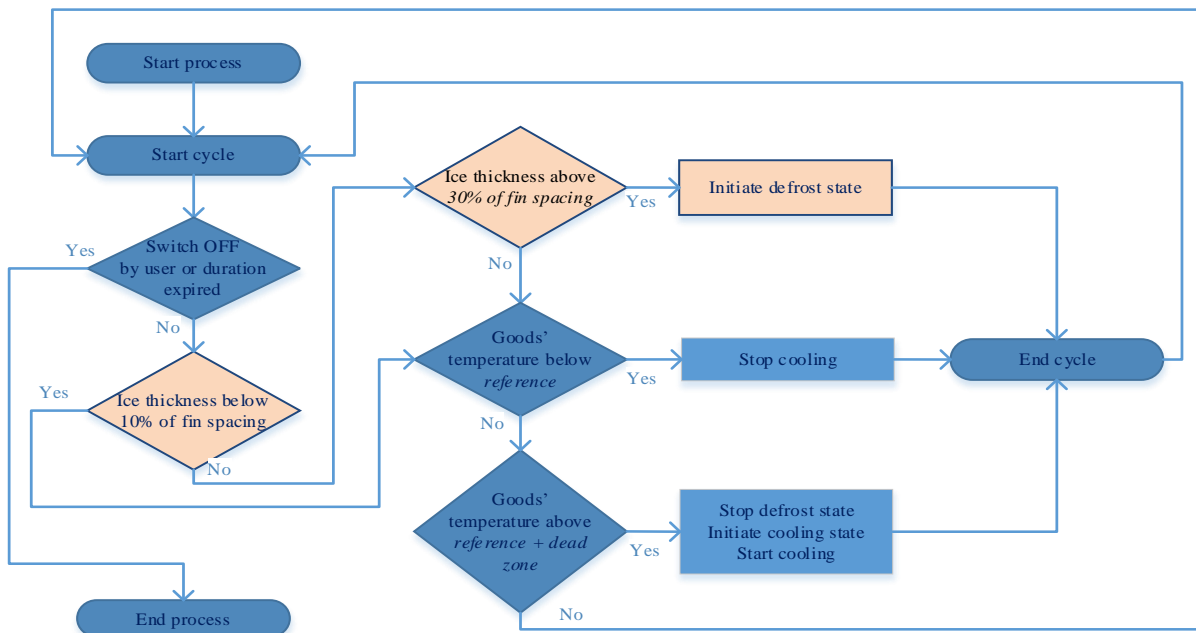 Start process
Start cycle
Switch OFF
by user or duration
expired
Yes
No
Ice thickness below
10% of fin spacing
Yes
No
End process
Ice thickness above
30% of fin spacing
Yes
No
Initiate defrost state
Goods'
temperature below
reference
Yes
No
Stop cooling
End cycle
Goods'
temperature above
reference + dead
zone
Yes
No
Stop defrost state
Initiate cooling state
Start cooling